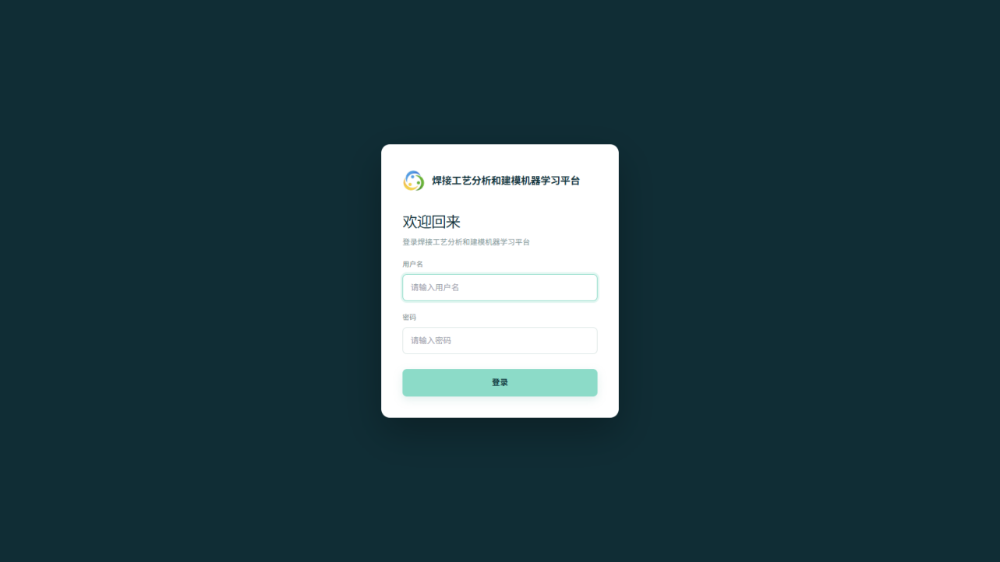 焊接工艺分析和建模机器学习平台
欢迎回来
登录焊接工艺分析和建模机器学习平台
用户名
请输入用户名
密码
请输入密码
登录